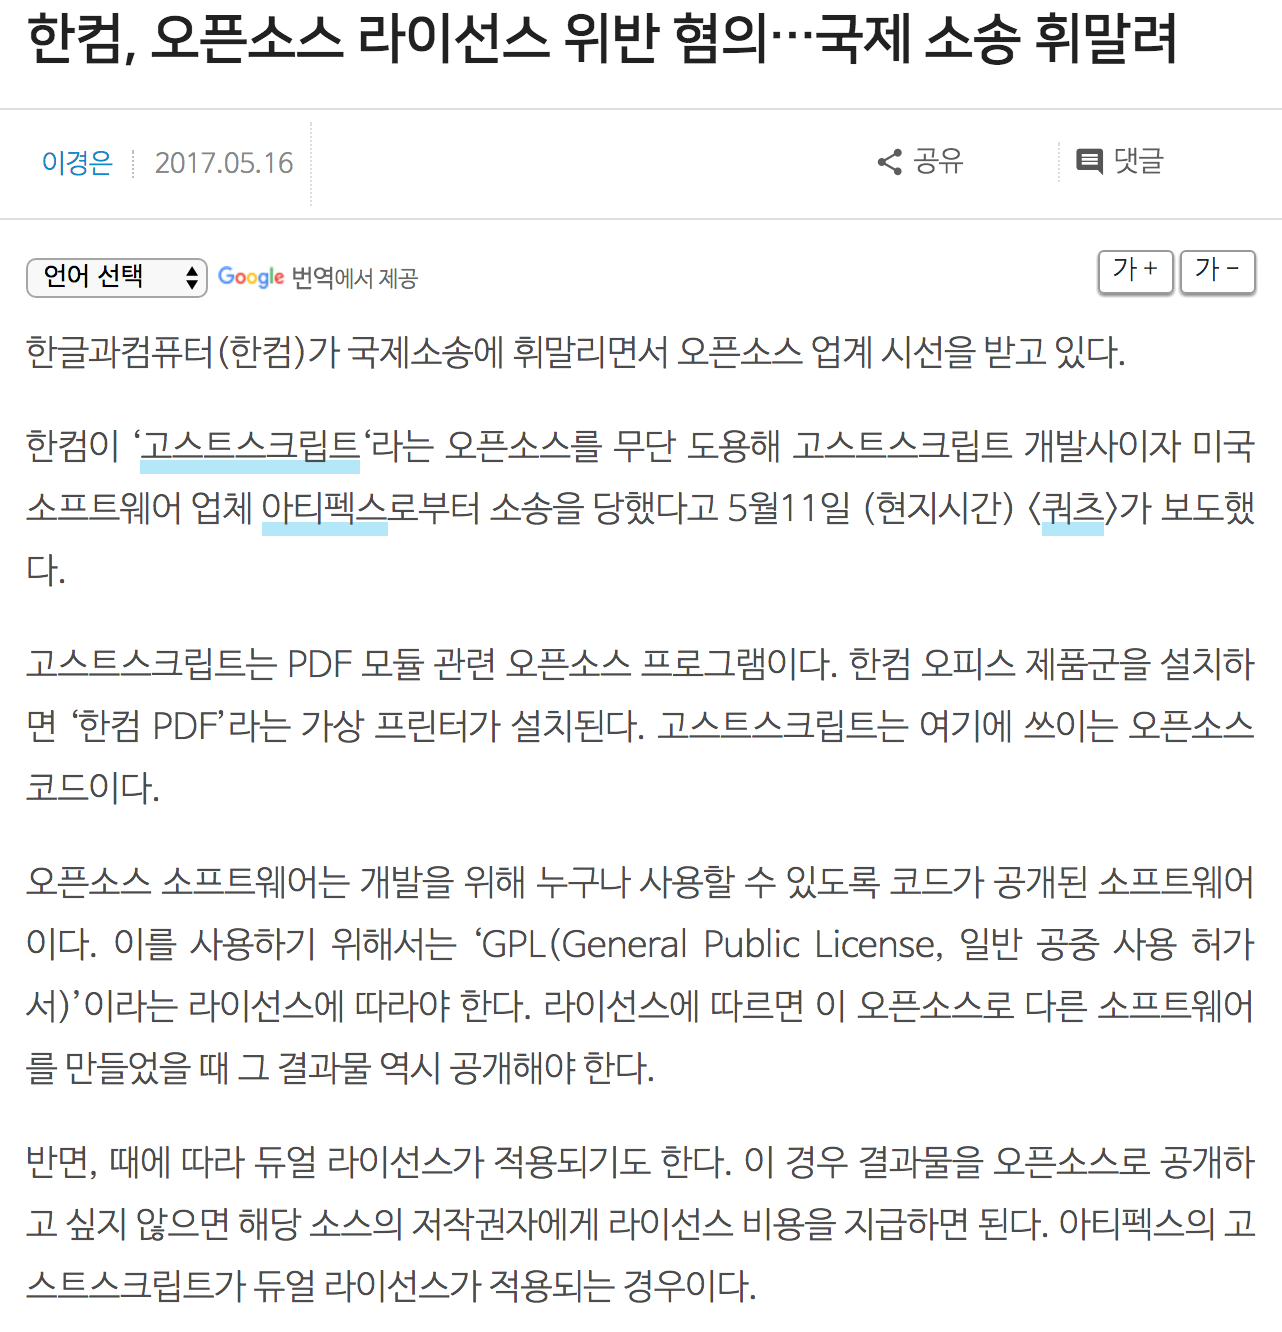 한컴, 오픈소스 라이선스 위반 혐의…국제 소송 휘말려
이경은 2017.05.16 공유 댓글
언어 선택 Google 번역에서 제공 가 + 가 -
한글과컴퓨터(한컴)가 국제소송에 휘말리면서 오픈소스 업계 시선을 받고 있다.
한컴이 ‘고스트스크립트‘라는 오픈소스를 무단 도용해 고스트스크립트 개발사이자 미국
소프트웨어 업체 아티펙스로부터 소송을 당했다고 5월11일 (현지시간) 〈쿼츠〉가 보도했
다.
고스트스크립트는 PDF 모듈 관련 오픈소스 프로그램이다. 한컴 오피스 제품군을 설치하
면 ‘한컴 PDF’라는 가상 프린터가 설치된다. 고스트스크립트는 여기에 쓰이는 오픈소스
코드이다.
오픈소스 소프트웨어는 개발을 위해 누구나 사용할 수 있도록 코드가 공개된 소프트웨어
이다. 이를 사용하기 위해서는 ‘GPL(General Public License, 일반 공중 사용 허가
서)’이라는 라이선스에 따라야 한다. 라이선스에 따르면 이 오픈소스로 다른 소프트웨어
를 만들었을 때 그 결과물 역시 공개해야 한다.
반면, 때에 따라 듀얼 라이선스가 적용되기도 한다. 이 경우 결과물을 오픈소스로 공개하
고 싶지 않으면 해당 소스의 저작권자에게 라이선스 비용을 지급하면 된다. 아티펙스의 고
스트스크립트가 듀얼 라이선스가 적용되는 경우이다.